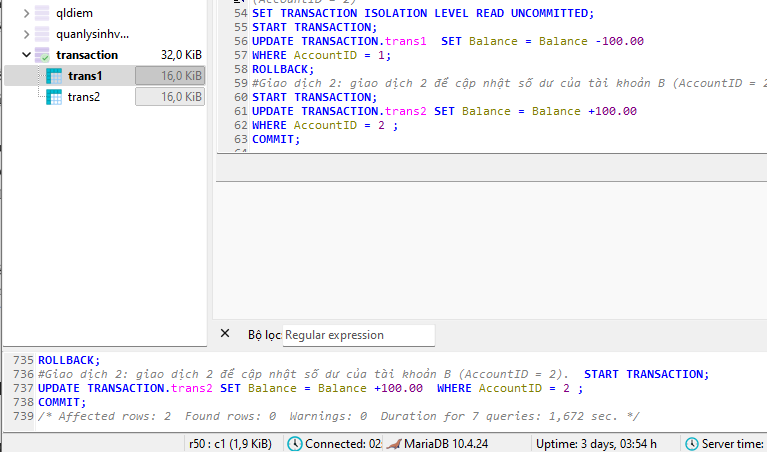 qldiem
quanlysinhv...
transaction 32,0 KiB
trans1 16,0 KiB
trans2 16,0 KiB
(AccountID = 2)
54 SET TRANSACTION ISOLATION LEVEL READ UNCOMMITTED;
55 START TRANSACTION;
56 UPDATE TRANSACTION.trans1 SET Balance = Balance -100.00
57 WHERE AccountID = 1;
58 ROLLBACK;
59 #Giao dịch 2: giao dịch 2 để cập nhật số dư của tài khoản B (AccountID = 2
60 START TRANSACTION;
61 UPDATE TRANSACTION.trans2 SET Balance = Balance +100.00
62 WHERE AccountID = 2 ;
63 COMMIT;
64
× Bộ lọc Regular expression
735 ROLLBACK;
736 #Giao dịch 2: giao dịch 2 để cập nhật số dư của tài khoản B (AccountID = 2). START TRANSACTION;
737 UPDATE TRANSACTION.trans2 SET Balance = Balance +100.00 WHERE AccountID = 2 ;
738 COMMIT;
739 /* Affected rows: 2 Found rows: 0 Warnings: 0 Duration for 7 queries: 1,672 sec. */
r50 : c1 (1,9 KiB) Connected: 02 MariaDB 10.4.24 Uptime: 3 days, 03:54 h Server time: